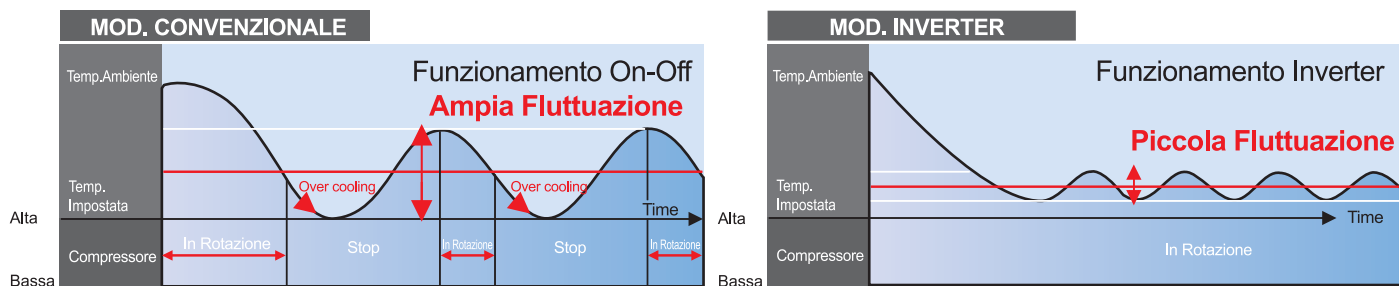 MOD. CONVENZIONALE
Temp.Ambiente
Funzionamento On-Off
Ampia Fluttuazione
Over cooling
Over cooling
Temp.
Impostata
Time
Alta
In Rotazione
Stop
In Rotazione
Stop
In Rotazione
Compressore
Bassa
MOD. INVERTER
Temp.Ambiente
Funzionamento Inverter
Piccola Fluttuazione
Temp.
Impostata
Alta
Time
In Rotazione
Compressore
Bassa